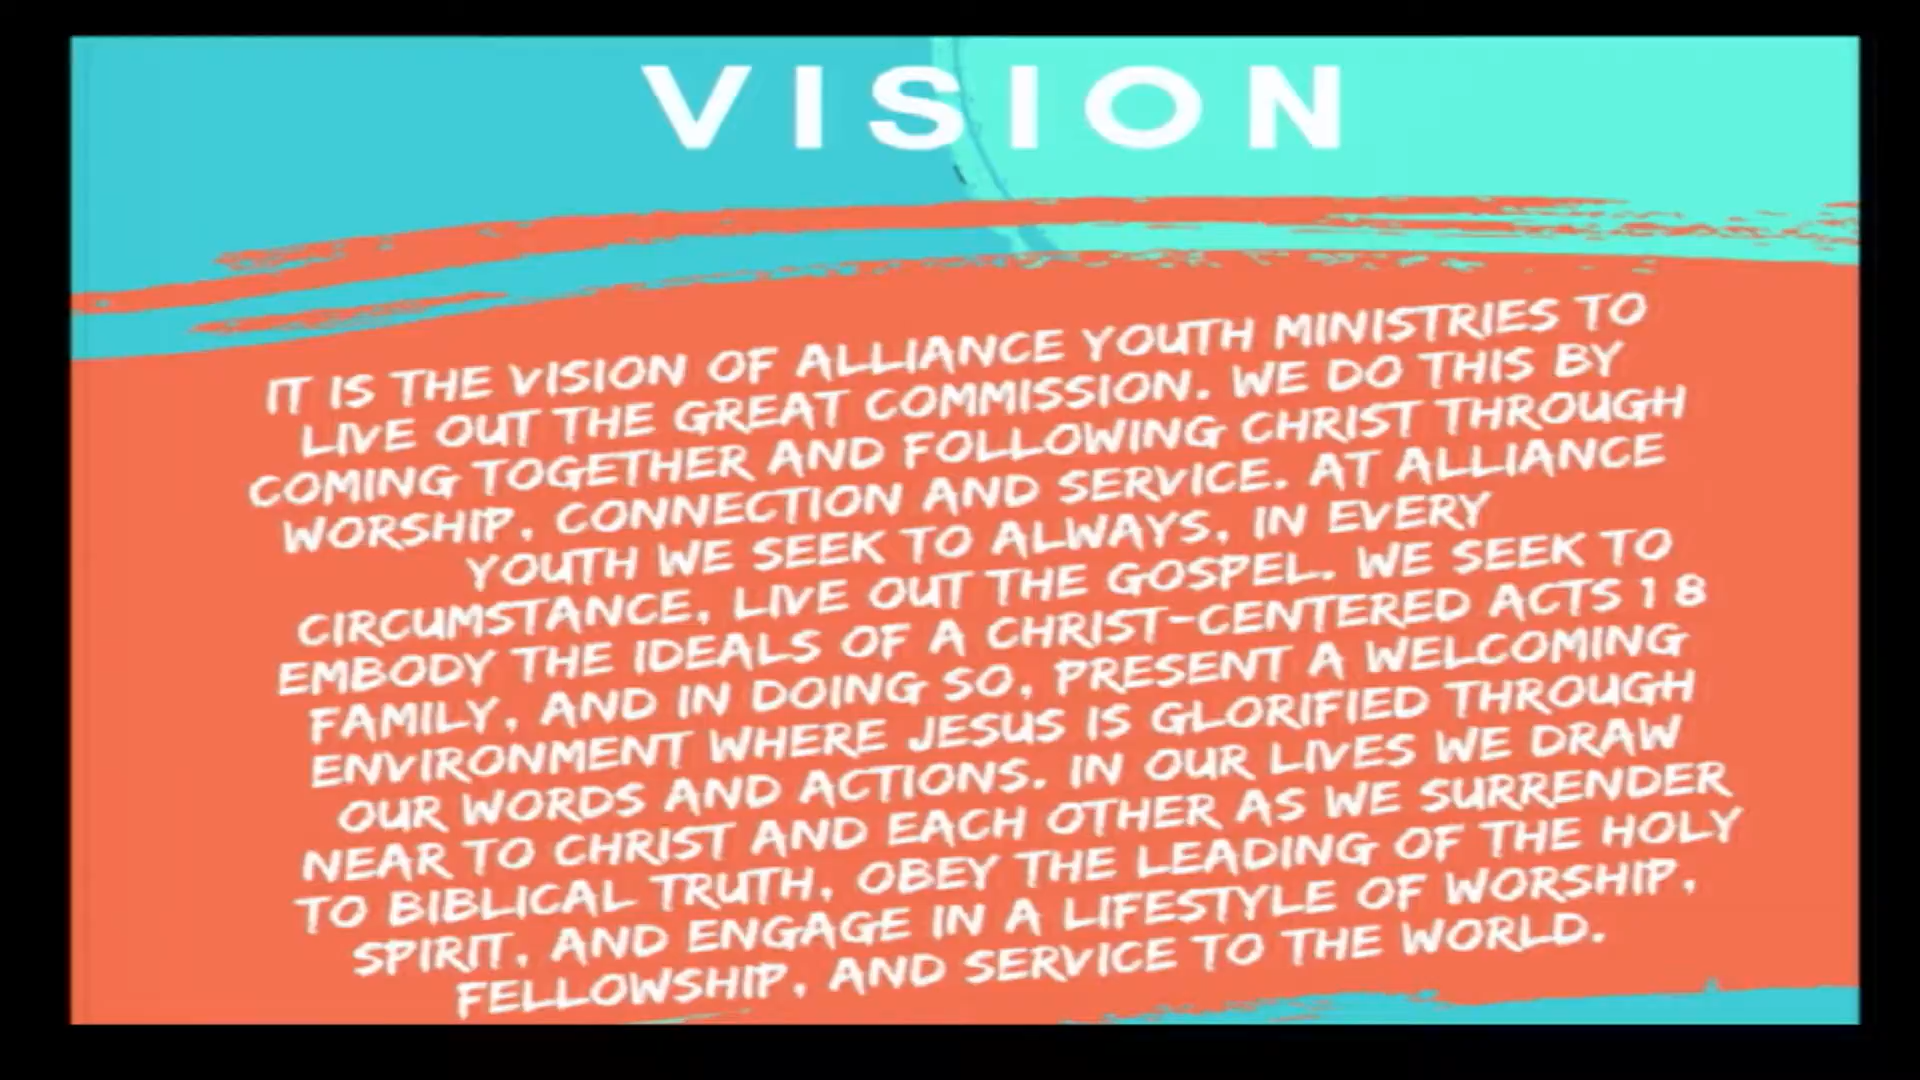 VISION
IT IS THE VISION OF ALLIANCE YOUTH MINISTRIES TO
LIVE OUT THE GREAT COMMISSION. WE DO THIS BY
COMING TOGETHER AND FOLLOWING CHRIST THROUGH
WORSHIP, CONNECTION AND SERVICE. AT ALLIANCE
YOUTH WE SEEK TO ALWAYS, IN EVERY
CIRCUMSTANCE, LIVE OUT THE GOSPEL. WE SEEK TO
EMBODY THE IDEALS OF A CHRIST-CENTERED ACTS 1 8
FAMILY, AND IN DOING SO, PRESENT A WELCOMING
ENVIRONMENT WHERE JESUS IS GLORIFIED THROUGH
OUR WORDS AND ACTIONS. IN OUR LIVES WE DRAW
NEAR TO CHRIST AND EACH OTHER AS WE SURRENDER
TO BIBLICAL TRUTH, OBEY THE LEADING OF THE HOLY
SPIRIT, AND ENGAGE IN A LIFESTYLE OF WORSHIP,
FELLOWSHIP, AND SERVICE TO THE WORLD.